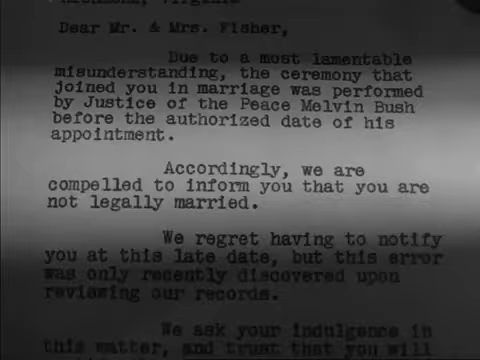 Richmond, Virginia
Dear Mr. & Mrs. Fisher,
Due to a most lamentable
misunderstanding, the ceremony that
joined you in marriage was performed
by Justice of the Peace Melvin Bush
before the authorized date of his
appointment.
Accordingly, we are
compelled to inform you that you are
not legally married.
We regret having to notify
you at this late date, but this error
was only recently discovered upon
reviewing our records.
We ask your indulgence in
this matter, and trust that you will